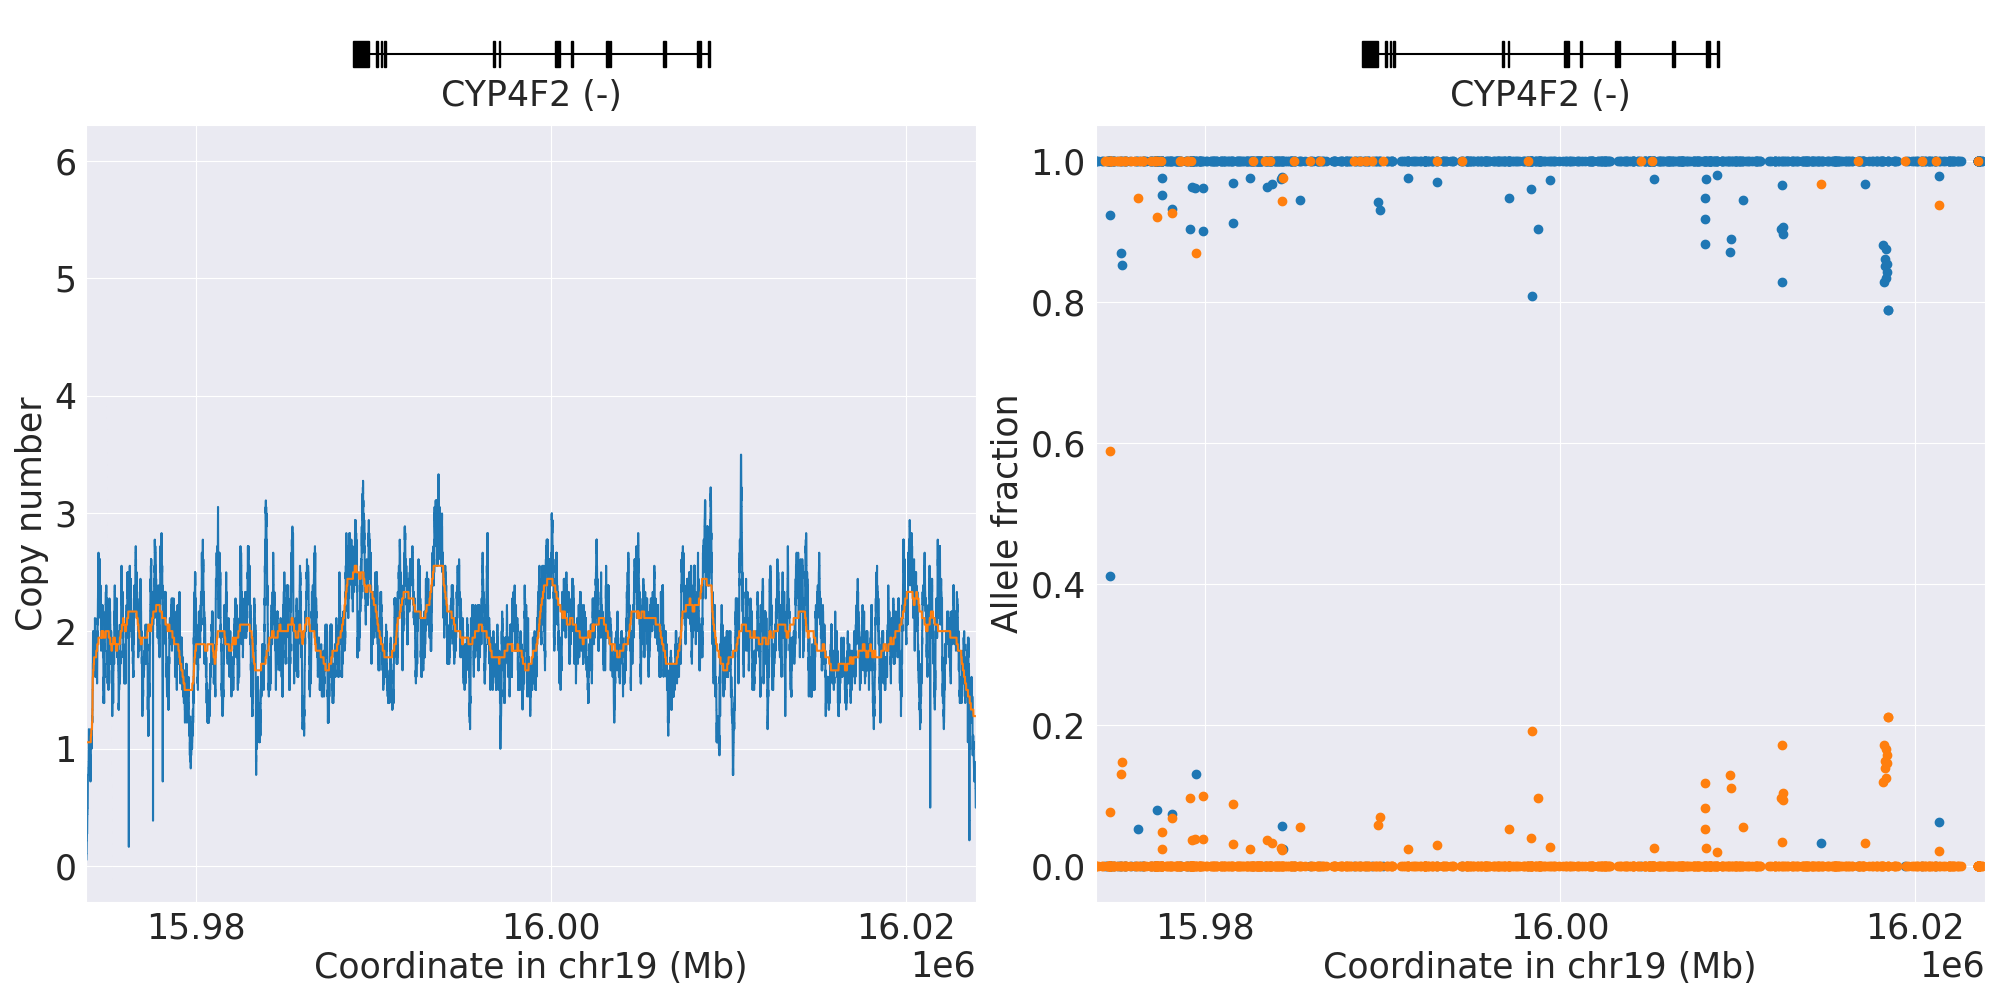 CYP4F2 (-)
6
5
4
3
2
1
0
Copy number
15.98
16.00
16.02
Coordinate in chr19 (Mb)
1e6
CYP4F2 (-)
1.0
0.8
0.6
0.4
0.2
0.0
Allele fraction
15.98
16.00
16.02
Coordinate in chr19 (Mb)
1e6